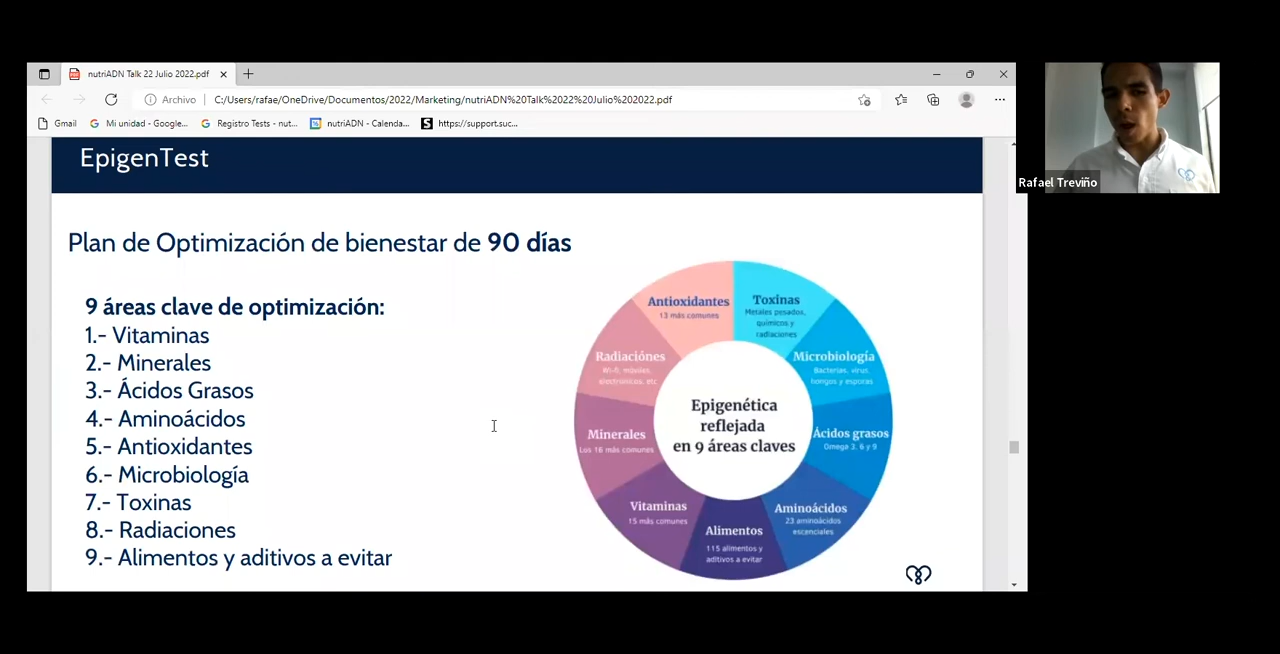 nutriADN Talk 22 Julio 2022.pdf
Archivo
C:/Users/rafae/OneDrive/Documentos/2022/Marketing/nutriADN%20Talk%2022%20Julio%202022.pdf
Gmail
Mi unidad - Google...
Registro Tests - nut...
nutriADN - Calenda...
https://support.suc...
EpigenTest
Plan de Optimización de bienestar de 90 días
9 áreas clave de optimización:
1.- Vitaminas
2.- Minerales
3.- Ácidos Grasos
4.- Aminoácidos
5.- Antioxidantes
6.- Microbiología
7.- Toxinas
8.- Radiaciones
9.- Alimentos y aditivos a evitar
Antioxidantes
13 más comunes
Toxinas
Metales pesados,
químicos y
radiaciones
Microbiología
Bacterias, virus,
hongos y esporas
Ácidos grasos
Omega 3, 6 y 9
Aminoácidos
23 aminoácidos
escenciales
Alimentos
115 alimentos y
aditivos a evitar
Vitaminas
15 más comunes
Minerales
Los 16 más comunes
Radiaciónes
Wi-fi, móviles,
electrónicos, etc
Epigenética
reflejada
en 9 áreas claves
Rafael Treviño